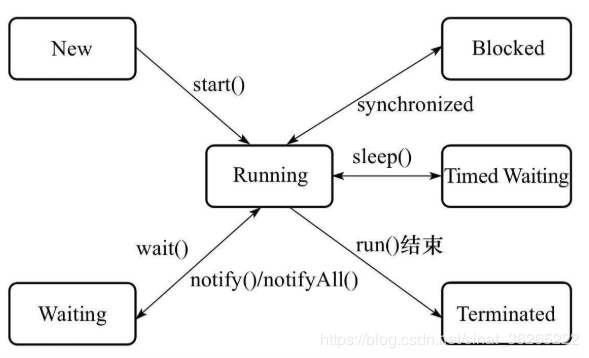 New
Blocked
start()
synchronized
sleep()
Running
Timed Waiting
wait()
run()结束
notify()/notifyAll()
Waiting
Terminated
https://blog.csdn.net/sinat_36265222